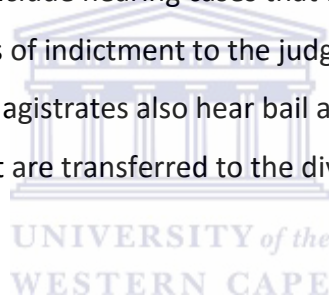 clude hearing cases that
s of indictment to the judg
agistrates also hear bail a
t are transferred to the di
UNIVERSITY of the
WESTERN CAPE